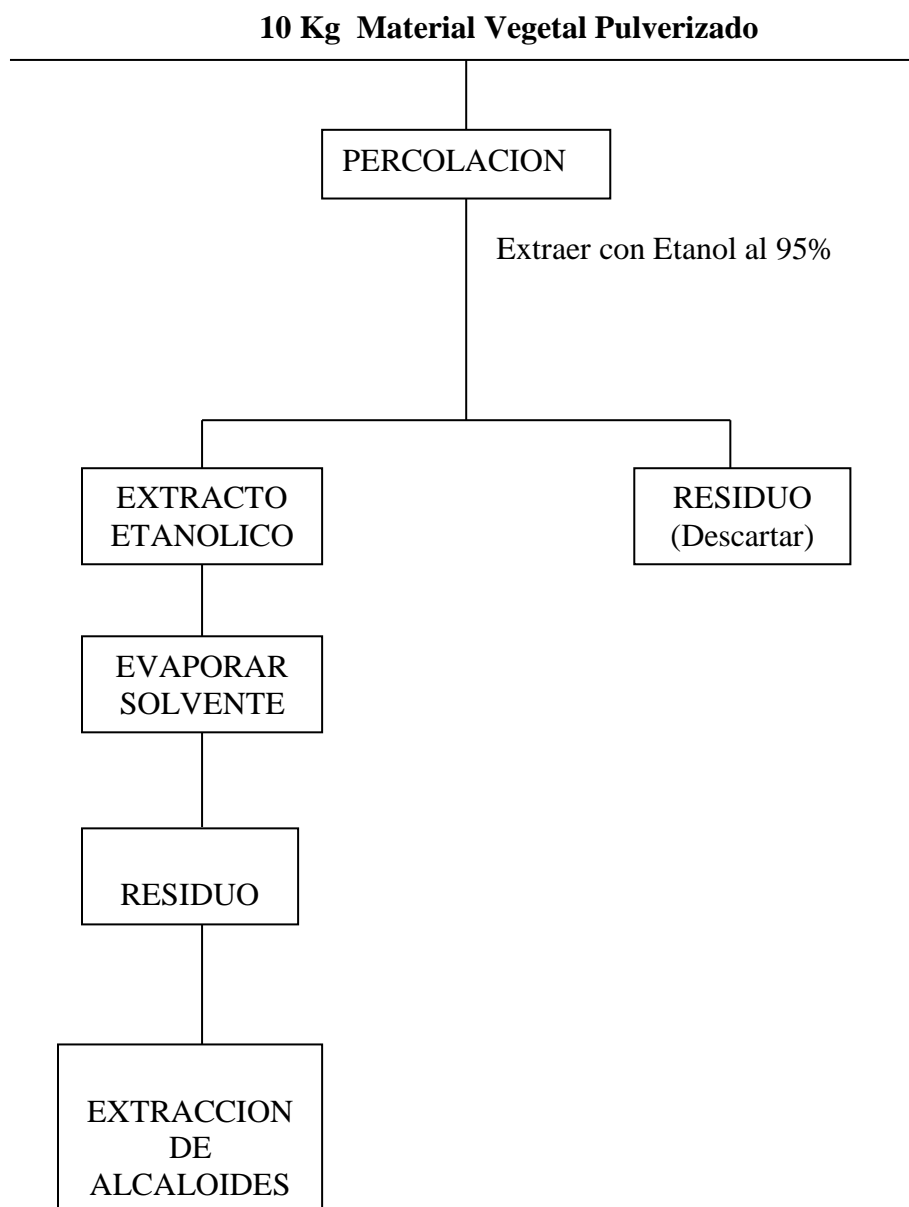 10 Kg  Material Vegetal Pulverizado
PERCOLACION
Extraer con Etanol al 95%
EXTRACTO
ETANOLICO
RESIDUO
(Descartar)
EVAPORAR
SOLVENTE
RESIDUO
EXTRACCION
DE
ALCALOIDES